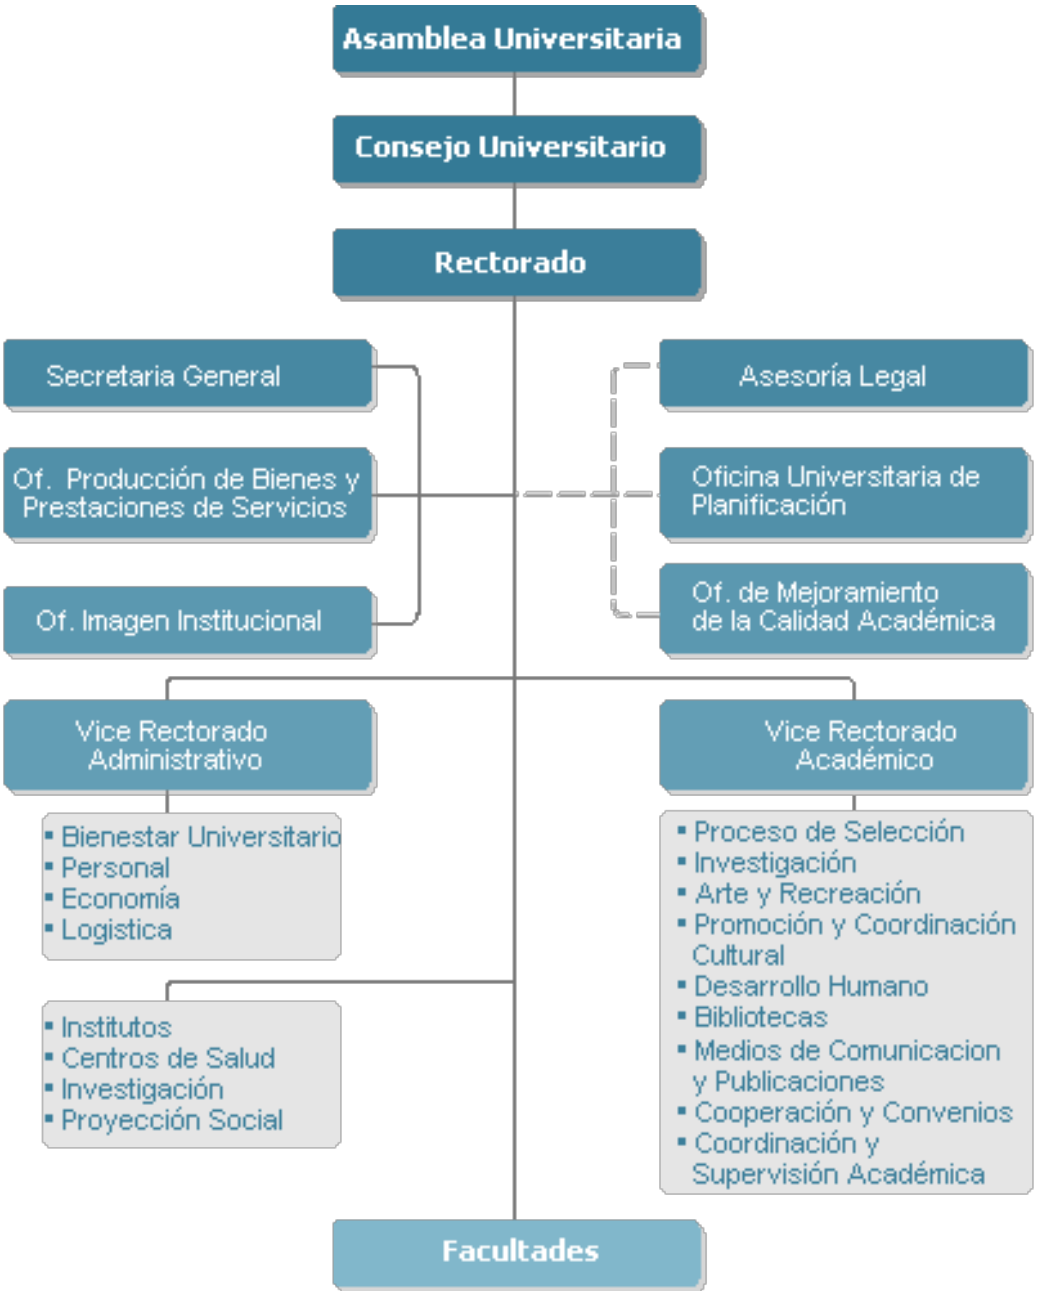 Asamblea Universitaria
Consejo Universitario
Rectorado
Secretaria General
Asesoría Legal
Of. Producción de Bienes y
Prestaciones de Servicios
Oficina Universitaria de
Planificación
Of. Imagen Institucional
Of. de Mejoramiento
de la Calidad Académica
Vice Rectorado
Administrativo
▪ Bienestar Universitario
▪ Personal
▪ Economía
▪ Logistica
Vice Rectorado
Académico
▪ Proceso de Selección
▪ Investigación
▪ Arte y Recreación
▪ Promoción y Coordinación
Cultural
▪ Desarrollo Humano
▪ Bibliotecas
▪ Medios de Comunicacion
y Publicaciones
▪ Cooperación y Convenios
▪ Coordinación y
Supervisión Académica
▪ Institutos
▪ Centros de Salud
▪ Investigación
▪ Proyección Social
Facultades